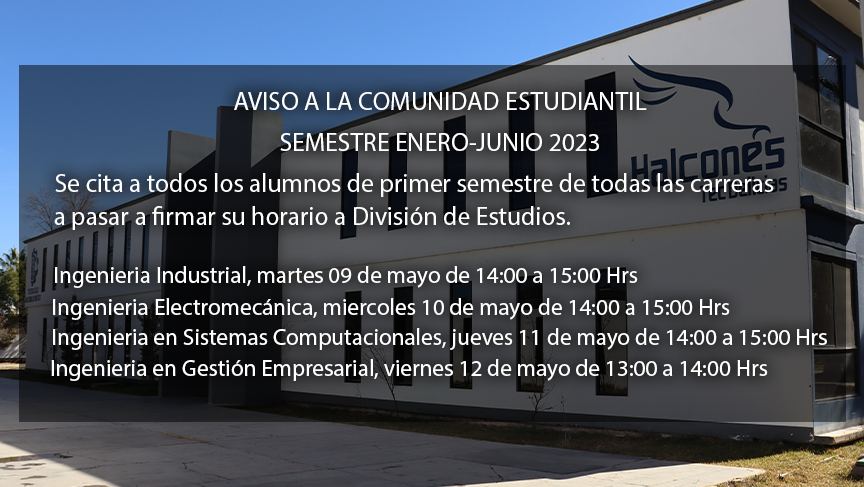 AVISO A LA COMUNIDAD ESTUDIANTIL
SEMESTRE ENERO-JUNIO 2023
Se cita a todos los alumnos de primer semestre de todas las carreras
a pasar a firmar su horario a División de Estudios.
Ingenieria Industrial, martes 09 de mayo de 14:00 a 15:00 Hrs
Ingenieria Electromecánica, miercoles 10 de mayo de 14:00 a 15:00 Hrs
Ingenieria en Sistemas Computacionales, jueves 11 de mayo de 14:00 a 15:00 Hrs
Ingenieria en Gestión Empresarial, viernes 12 de mayo de 13:00 a 14:00 Hrs
Halcones